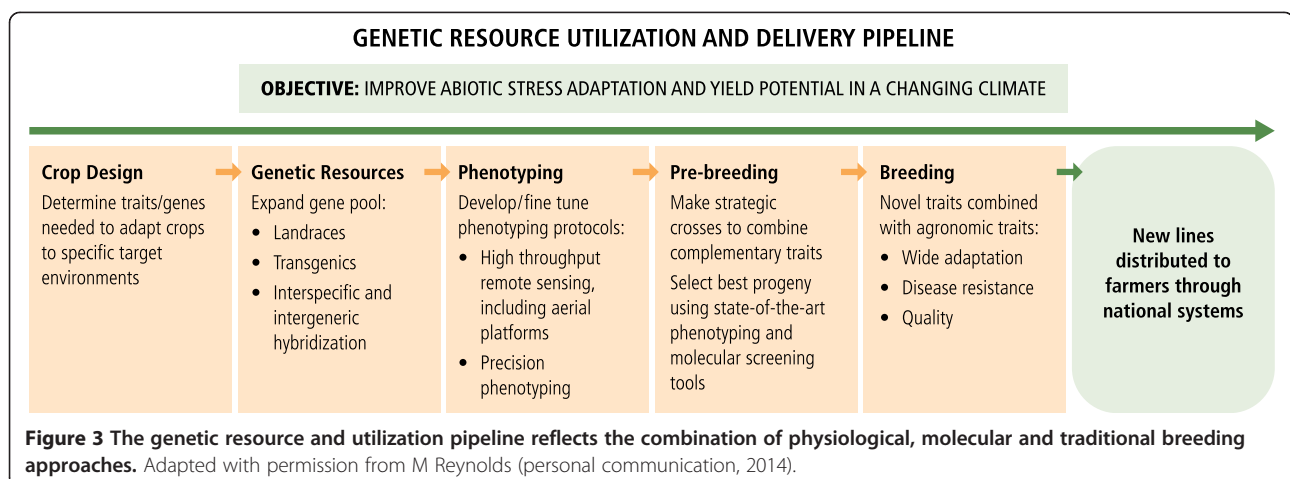 GENETIC RESOURCE UTILIZATION AND DELIVERY PIPELINE
OBJECTIVE: IMPROVE ABIOTIC STRESS ADAPTATION AND YIELD POTENTIAL IN A CHANGING CLIMATE
Crop Design
Determine traits/genes
needed to adapt crops
to specific target
environments
Genetic Resources
Expand gene pool:
• Landraces
• Transgenics
• Interspecific and
intergeneric
hybridization
Phenotyping
Develop/fine tune
phenotyping protocols:
• High throughput
remote sensing,
including aerial
platforms
• Precision
phenotyping
Pre-breeding
Make strategic
crosses to combine
complementary traits
Select best progeny
using state-of-the-art
phenotyping and
molecular screening
tools
Breeding
Novel traits combined
with agronomic traits:
• Wide adaptation
• Disease resistance
• Quality
New lines
distributed to
farmers through
national systems
Figure 3 The genetic resource and utilization pipeline reflects the combination of physiological, molecular and traditional breeding
approaches. Adapted with permission from M Reynolds (personal communication, 2014).